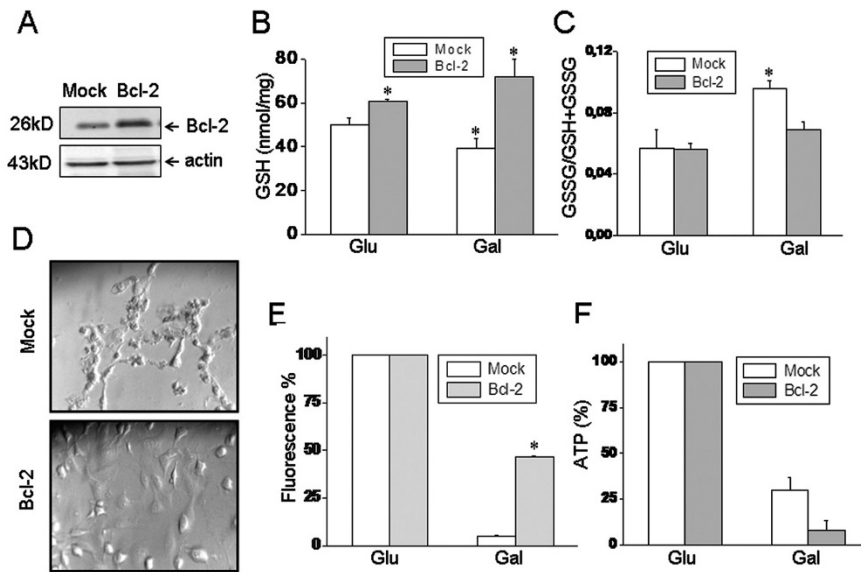 A
Mock Bcl-2
26kD
← Bcl-2
43kD
← actin
B
Mock
Bcl-2
GSH (nmol/mg)
80
60
40
20
0
*
*
*
Glu
Gal
C
Mock
Bcl-2
GSSG/GSH+GSSG
0,12
0,08
0,04
0,00
*
Glu
Gal
D
Mock
Bcl-2
E
Mock
Bcl-2
Fluorescence %
100
75
50
25
0
*
Glu
Gal
F
Mock
Bcl-2
ATP (%)
100
75
50
25
0
Glu
Gal